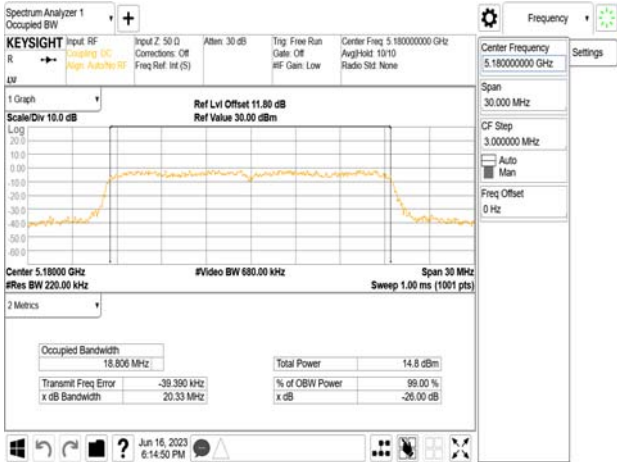 Spectrum Analyzer 1
Occupied BW
+
KEYSIGHT
R
LVI
Input: RF
Coupling: DC
Align: Auto/No RF
Input Z: 50 Ω
Corrections: Off
Freq Ref: Int (S)
Atten: 30 dB
Trig: Free Run
Gate: Off
#IF Gain: Low
Center Freq: 5.180000000 GHz
Avg|Hold: 10/10
Radio Std: None
1 Graph
Scale/Div 10.0 dB
Ref Lvl Offset 11.80 dB
Ref Value 30.00 dBm
Log
20.0
10.0
0.00
-10.0
-20.0
-30.0
-40.0
-50.0
-60.0
Center 5.18000 GHz
#Res BW 220.00 kHz
#Video BW 680.00 kHz
Span 30 MHz
Sweep 1.00 ms (1001 pts)
2 Metrics
Occupied Bandwidth
18.806 MHz
Total Power 14.8 dBm
Transmit Freq Error -39.390 kHz
% of OBW Power 99.00 %
x dB Bandwidth 20.33 MHz
x dB -26.00 dB
?
Jun 16, 2023
6:14:50 PM
Frequency
Settings
Center Frequency
5.180000000 GHz
Span
30.000 MHz
CF Step
3.000000 MHz
Auto
Man
Freq Offset
0 Hz